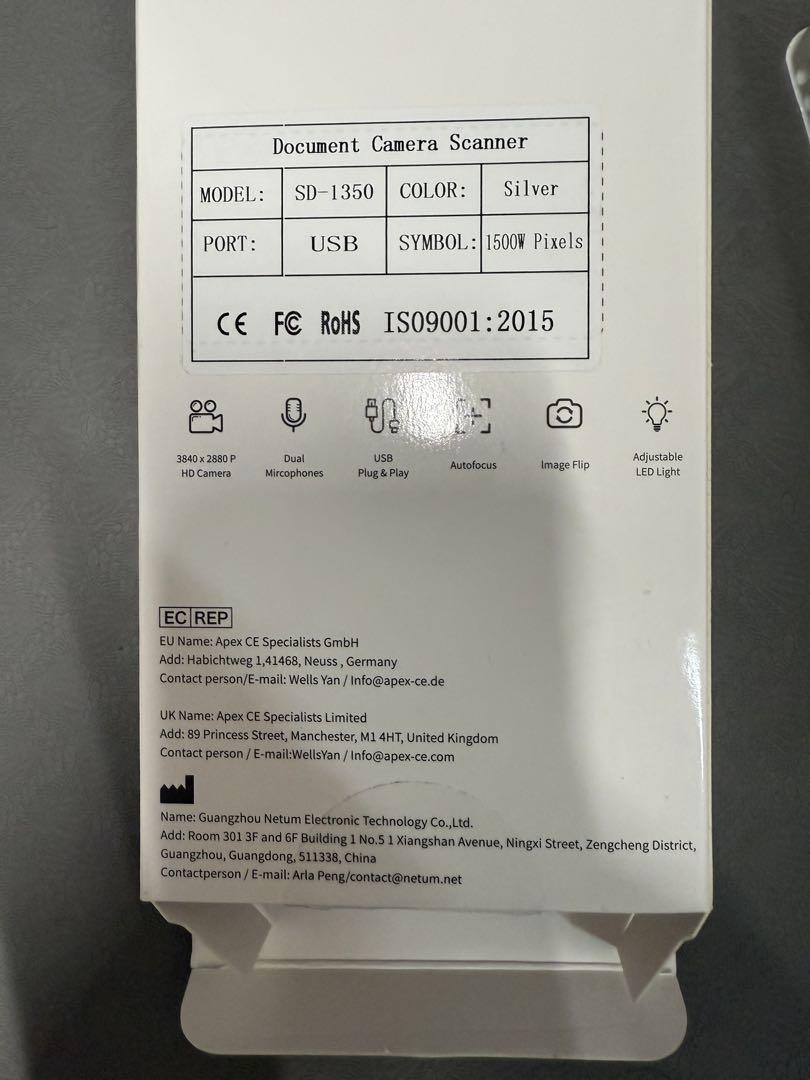 Document Camera Scanner
MODEL: SD-1350 COLOR: Silver
PORT: USB SYMBOL: 1500W Pixels
CE FC RoHS ISO9001:2015
3840 x 2880 P
HD Camera
Dual
Mircophones
USB
Plug & Play
Autofocus
Image Flip
Adjustable
LED Light
EC REP
EU Name: Apex CE Specialists GmbH
Add: Habichtweg 1,41468, Neuss , Germany
Contact person/E-mail: Wells Yan / Info@apex-ce.de
UK Name: Apex CE Specialists Limited
Add: 89 Princess Street, Manchester, M1 4HT, United Kingdom
Contact person / E-mail:WellsYan / Info@apex-ce.com
Name: Guangzhou Netum Electronic Technology Co.,Ltd.
Add: Room 301 3F and 6F Building 1 No.5 1 Xiangshan Avenue, Ningxi Street, Zengcheng District,
Guangzhou, Guangdong, 511338, China
Contactperson / E-mail: Arla Peng/contact@netum.net